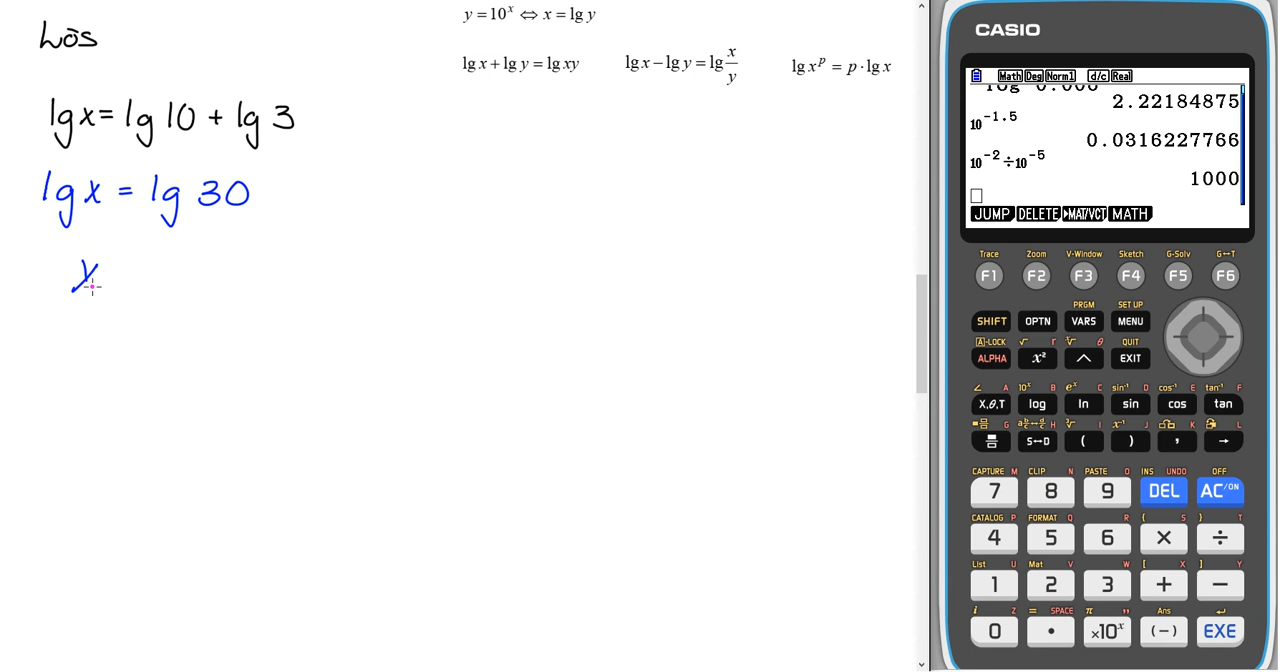 y = 10^x ⇔ x = lg y
Lös
lg x + lg y = lg xy
lg x − lg y = lg x/y
lg x^p = p · lg x
lg x = lg 10 + lg 3
lg x = lg 30
x
CASIO
Math Deg Norm1 d/c Real
2.22184875
10^-1.5
0.0316227766
10^-2÷10^-5
1000
JUMP DELETE ▶MAT/VCT MATH
Trace Zoom V-Window Sketch G-Solv G↔T
F1 F2 F3 F4 F5 F6
PRGM SET UP
SHIFT OPTN VARS MENU
A-LOCK √ r ˣ√ θ QUIT
ALPHA x² ^ EXIT
∠ A 10^x B e^x C sin⁻¹ D cos⁻¹ E tan⁻¹ F
X,θ,T log ln sin cos tan
G H ³√ I x⁻¹ J K L
S↔D ( ) , →
CAPTURE M CLIP N PASTE O INS UNDO OFF
7 8 9 DEL AC/ON
CATALOG P FORMAT Q R { S } T
4 5 6 × ÷
List U Mat V W [ X ] Y
1 2 3 + −
i Z = SPACE π " Ans ↵
0 • ×10^x (−) EXE